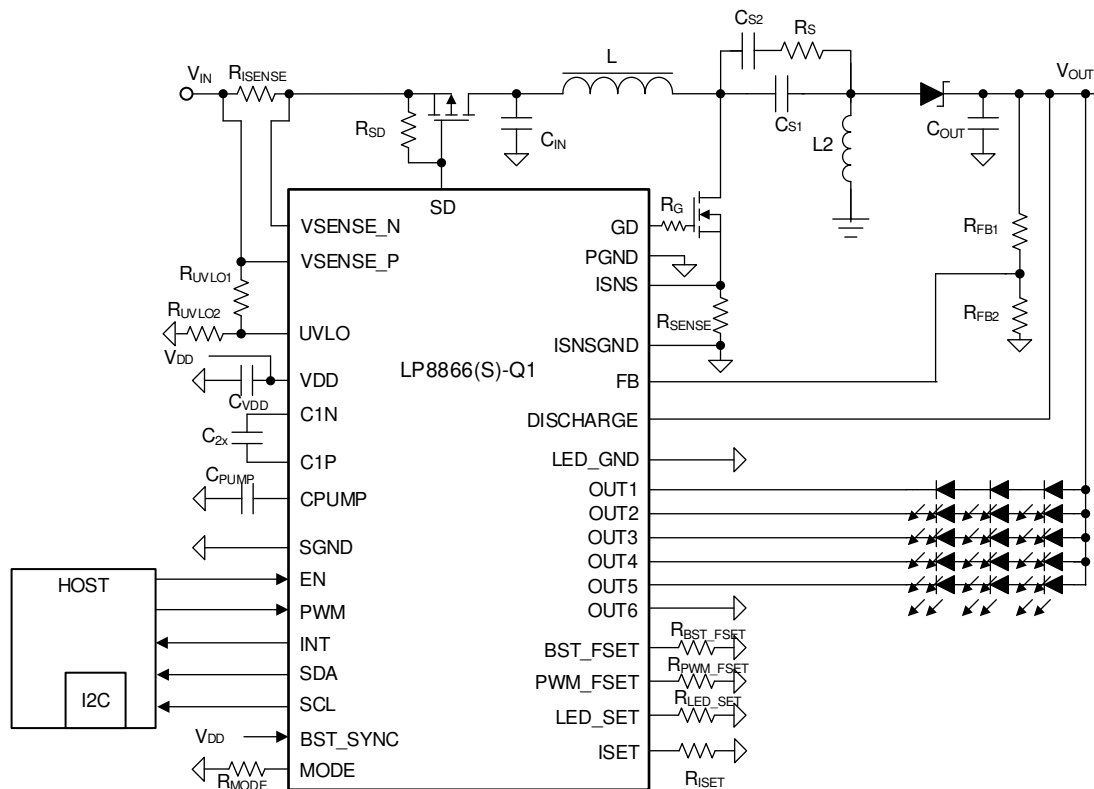 CS2
RS
L
VIN
RISENSE
VOUT
RSD
CIN
CS1
L2
COUT
SD
RG
GD
VSENSE_N
RFB1
PGND
VSENSE_P
ISNS
RUVLO1
RUVLO2
RSENSE
RFB2
UVLO
ISNSGND
VDD
LP8866(S)-Q1
VDD
FB
CVDD
C1N
DISCHARGE
C2x
C1P
LED_GND
CPUMP
CPUMP
OUT1
OUT2
OUT3
SGND
OUT4
HOST
EN
OUT5
PWM
OUT6
INT
BST_FSET
RBST_FSET
SDA
PWM_FSET
RPWM_FSET
I2C
SCL
LED_SET
RLED_SET
VDD
BST_SYNC
ISET
MODE
RMODE
RISET